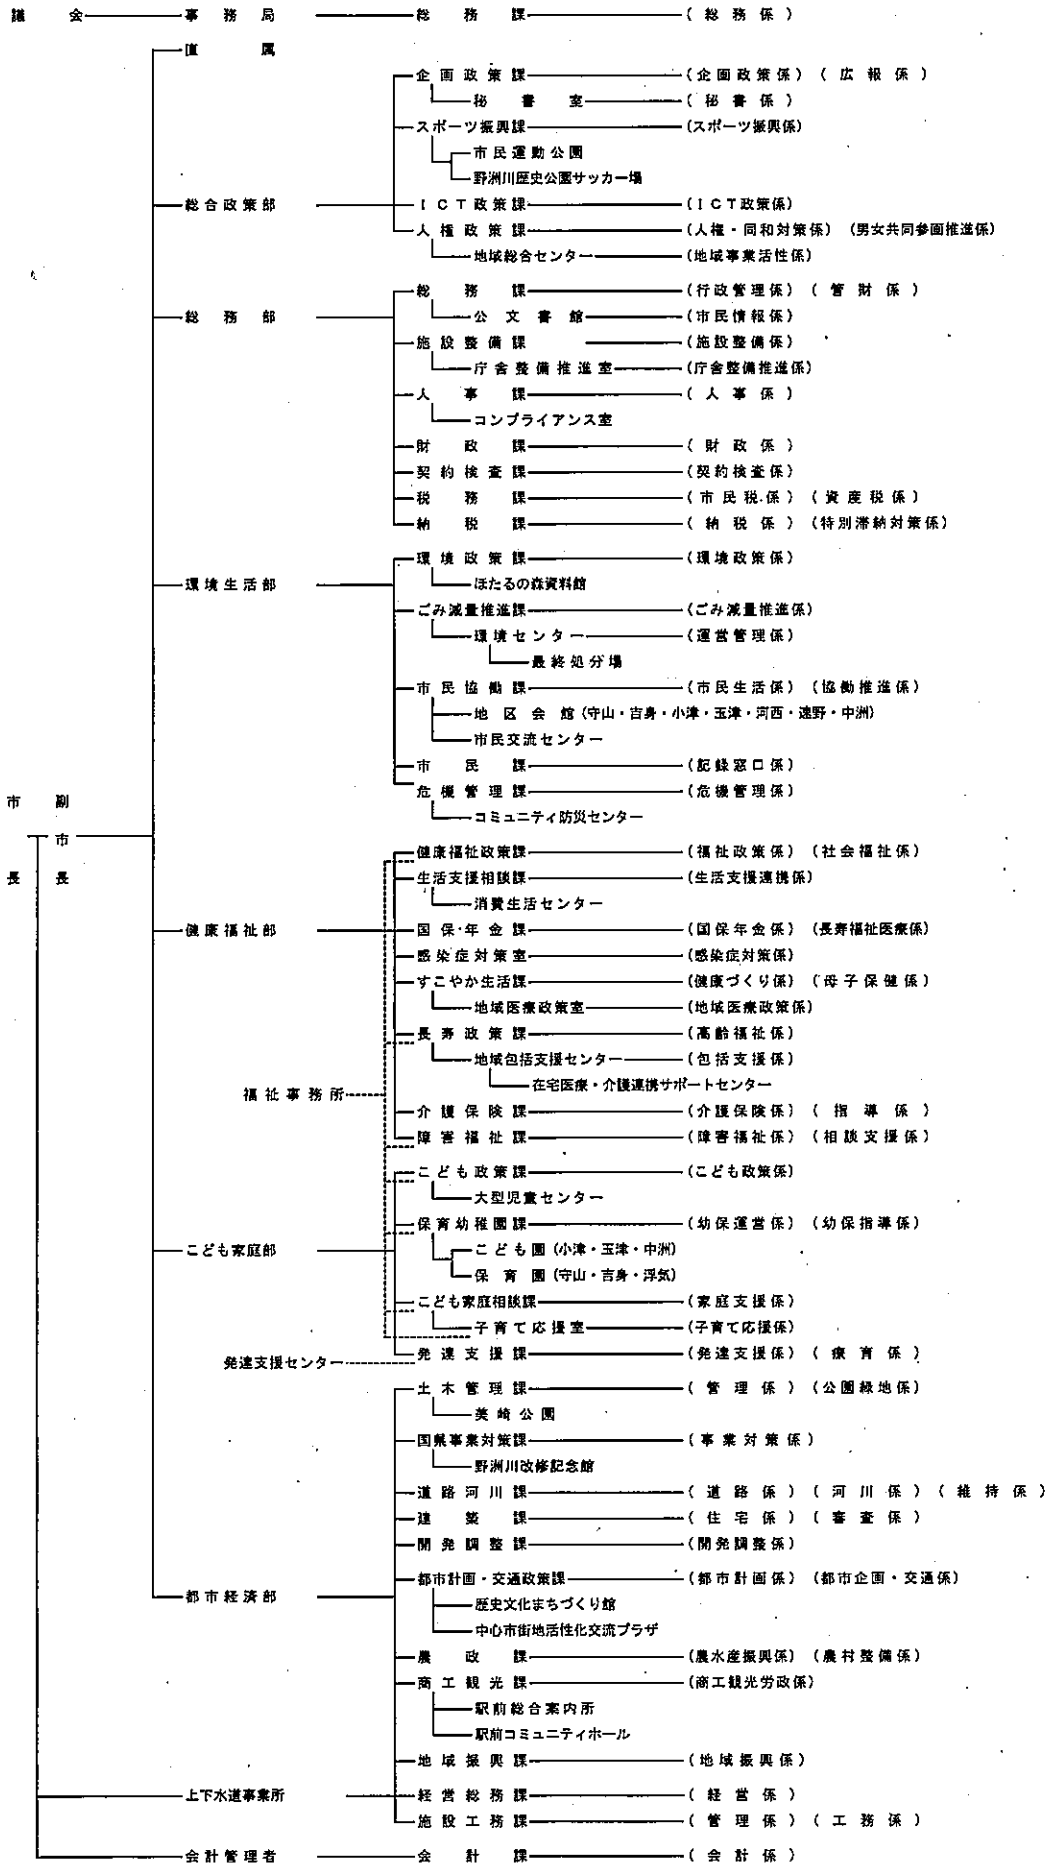 議会 事務局 総務課 (総務係)
直属
企画政策課 (企画政策係) (広報係)
秘書室 (秘書係)
スポーツ振興課 (スポーツ振興係)
市民運動公園
野洲川歴史公園サッカー場
総合政策部 ICT政策課 (ICT政策係)
人権政策課 (人権・同和対策係) (男女共同参画推進係)
地域総合センター (地域事業活性係)
総務課 (行政管理係) (管財係)
総務部 公文書館 (市民情報係)
施設整備課 (施設整備係)
庁舎整備推進室 (庁舎整備推進係)
人事課 (人事係)
コンプライアンス室
財政課 (財政係)
契約検査課 (契約検査係)
税務課 (市民税係) (資産税係)
納税課 (納税係) (特別滞納対策係)
環境政策課 (環境政策係)
環境生活部 ほたるの森資料館
ごみ減量推進課 (ごみ減量推進係)
環境センター (運営管理係)
最終処分場
市民協働課 (市民生活係) (協働推進係)
地区会館 (守山・吉身・小津・玉津・河西・速野・中洲)
市民交流センター
市民課 (記録窓口係)
危機管理課 (危機管理係)
コミュニティ防災センター
市長 副市長
健康福祉政策課 (福祉政策係) (社会福祉係)
生活支援相談課 (生活支援連携係)
消費生活センター
健康福祉部 国保年金課 (国保年金係) (長寿福祉医療係)
感染症対策室 (感染症対策係)
すこやか生活課 (健康づくり係) (母子保健係)
地域医療政策室 (地域医療政策係)
長寿政策課 (高齢福祉係)
地域包括支援センター (包括支援係)
在宅医療・介護連携サポートセンター
福祉事務所
介護保険課 (介護保険係) (指導係)
障害福祉課 (障害福祉係) (相談支援係)
こども政策課 (こども政策係)
大型児童センター
保育幼稚園課 (幼保運営係) (幼保指導係)
こども家庭部 こども園 (小津・玉津・中洲)
保育園 (守山・吉身・浮気)
こども家庭相談課 (家庭支援係)
子育て応援室 (子育て応援係)
発達支援センター 発達支援課 (発達支援係) (療育係)
土木管理課 (管理係) (公園緑地係)
美崎公園
国県事業対策課 (事業対策係)
野洲川改修記念館
道路河川課 (道路係) (河川係) (維持係)
建築課 (住宅係) (審査係)
開発調整課 (開発調整係)
都市計画・交通政策課 (都市計画係) (都市企画・交通係)
都市経済部 歴史文化まちづくり館
中心市街地活性化交流プラザ
農政課 (農水産振興係) (農村整備係)
商工観光課 (商工観光労政係)
駅前総合案内所
駅前コミュニティホール
地域振興課 (地域振興係)
上下水道事業所 経営総務課 (経営係)
施設工務課 (管理係) (工務係)
会計管理者 会計課 (会計係)